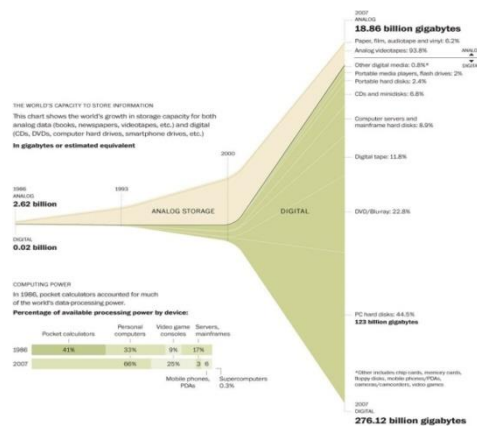 2007
ANALOG
18.86 billion gigabytes
Paper, film, audiotape and vinyl: 6.2%
Analog videotapes: 93.8%
ANALOG
DIGITAL
Other digital media: 0.8%*
Portable media players, flash drives: 2%
Portable hard disks: 2.4%
CDs and minidisks: 6.8%
Computer servers and
mainframe hard disks: 8.9%
Digital tape: 11.8%
DVD/Bluray: 22.8%
PC hard disks: 44.5%
123 billion gigabytes
*Other includes chip cards, memory cards,
floppy disks, mobile phones/PDAs,
cameras/camcorders, video games
2007
DIGITAL
276.12 billion gigabytes
THE WORLD'S CAPACITY TO STORE INFORMATION
This chart shows the world's growth in storage capacity for
both analog data (books, newspapers, videotapes, etc.) and digital
(CDs, DVDs, computer hard drives, smartphone drives, etc.)
In gigabytes or estimated equivalent
1986
ANALOG
2.62 billion
1993
2000
ANALOG STORAGE
DIGITAL
DIGITAL
0.02 billion
COMPUTING POWER
In 1986, pocket calculators accounted for much
of the world's data-processing power.
Percentage of available processing power by device:
Pocket calculators
Personal computers
Video game consoles
Servers, mainframes
1986 41% 33% 9% 17%
2007 66% 25% 3 6
Mobile phones, PDAs
Supercomputers 0.3%